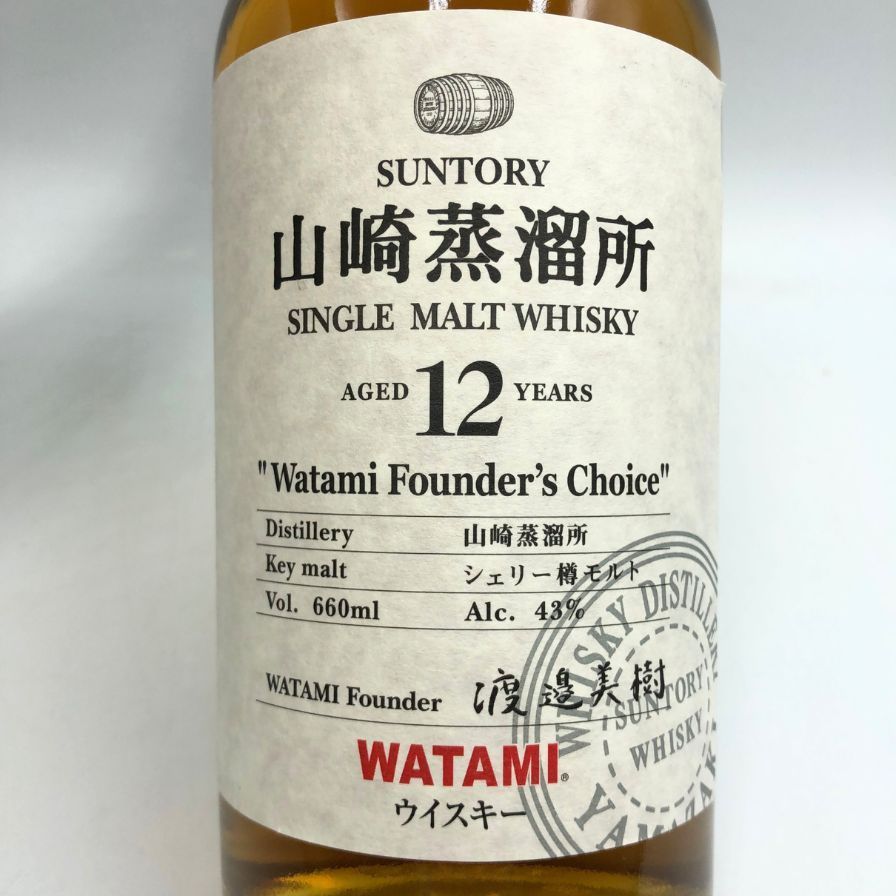 SUNTORY
山崎蒸溜所
SINGLE MALT WHISKY
AGED 12 YEARS
"Watami Founder's Choice"
Distillery 山崎蒸溜所
Key malt シェリー樽モルト
Vol. 660ml Alc. 43%
WATAMI Founder 渡邉美樹
WATAMI®
ウイスキー
WHISKY DISTILLERY
SUNTORY
WHISKY